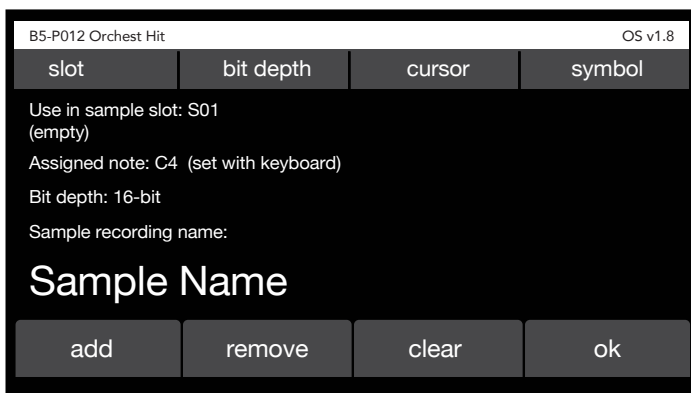 B5-P012 Orchest Hit OS v1.8
slot bit depth cursor symbol
Use in sample slot: S01
(empty)
Assigned note: C4 (set with keyboard)
Bit depth: 16-bit
Sample recording name:
Sample Name
add remove clear ok